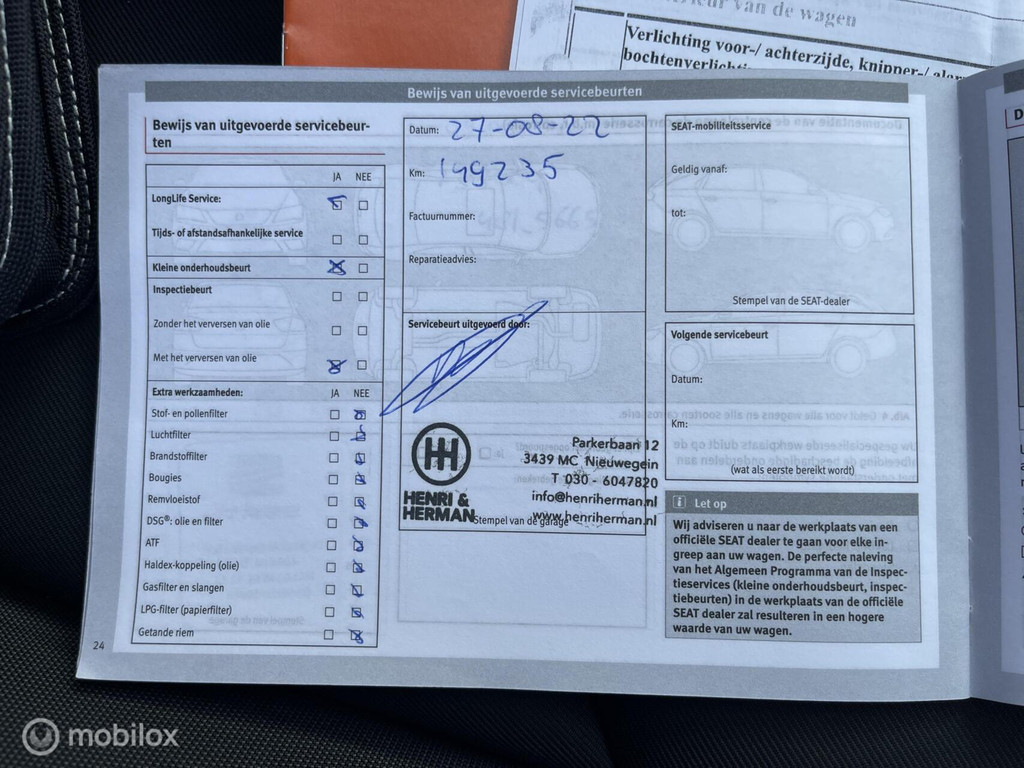 van de wagen
Verlichting voor-/ achterzijde, knipper-/ alar
bochtenverlichti
Bewijs van uitgevoerde servicebeurten
Bewijs van uitgevoerde servicebeur-
ten
JA NEE
LongLife Service:
Tijds- of afstandsafhankelijke service
Kleine onderhoudsbeurt
Inspectiebeurt
Zonder het verversen van olie
Met het verversen van olie
Extra werkzaamheden: JA NEE
Stof- en pollenfilter
Luchtfilter
Brandstoffilter
Bougies
Remvloeistof
DSG®: olie en filter
ATF
Haldex-koppeling (olie)
Gasfilter en slangen
LPG-filter (papierfilter)
Getande riem
24
Datum: 27-08-22
Km: 149235
Factuurnummer:
Reparatieadvies:
Servicebeurt uitgevoerd door:
HENRI &
HERMAN
Parkerbaan 12
3439 MC Nieuwegein
T 030 - 6047820
info@henriherman.nl
www.henriherman.nl
Stempel van de garage
SEAT-mobiliteitsservice
Geldig vanaf:
tot:
Stempel van de SEAT-dealer
Volgende servicebeurt
Datum:
Km:
(wat als eerste bereikt wordt)
i Let op
Wij adviseren u naar de werkplaats van een
officiële SEAT dealer te gaan voor elke in-
greep aan uw wagen. De perfecte naleving
van het Algemeen Programma van de Inspec-
tieservices (kleine onderhoudsbeurt, inspec-
tiebeurten) in de werkplaats van de officiële
SEAT dealer zal resulteren in een hogere
waarde van uw wagen.
D
mobilox